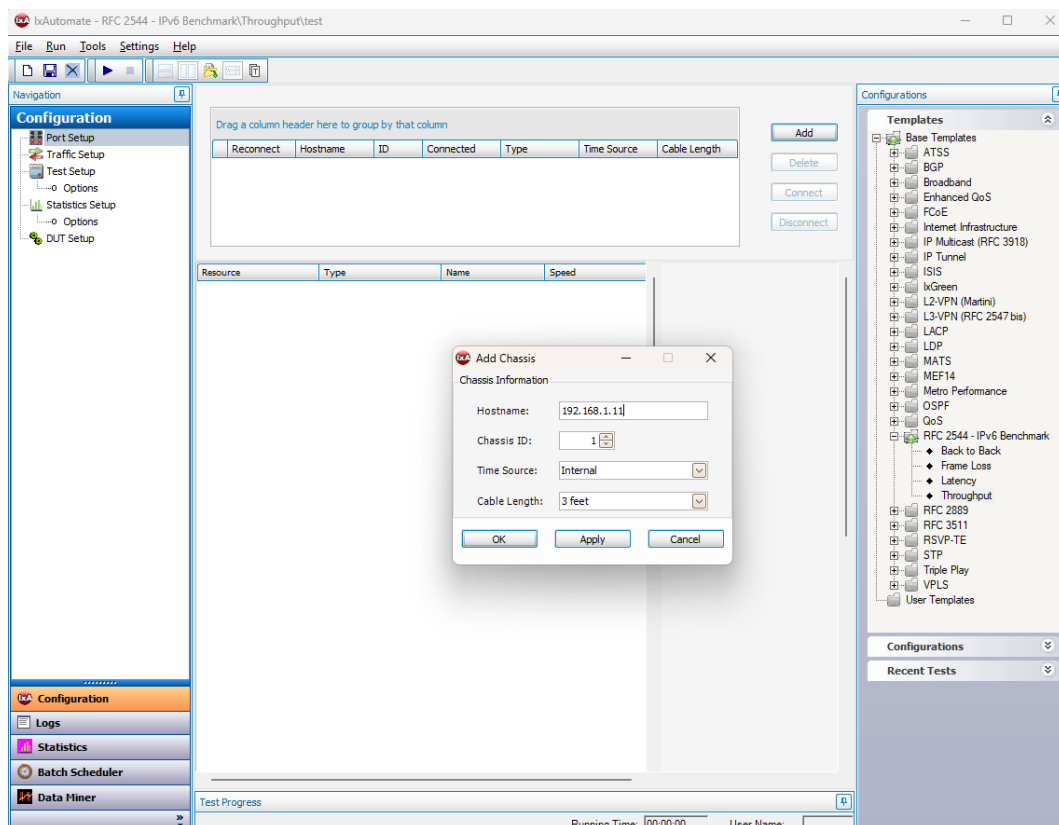 IxA IxAutomate - RFC 2544 - IPv6 Benchmark\Throughput\test
File Run Tools Settings Help
Navigation
Configuration
Port Setup
Traffic Setup
Test Setup
Options
Statistics Setup
Options
DUT Setup
IxA Configuration
Logs
Statistics
Batch Scheduler
Data Miner
Drag a column header here to group by that column
Reconnect Hostname ID Connected Type Time Source Cable Length
Add
Delete
Connect
Disconnect
Resource Type Name Speed
IxA Add Chassis
Chassis Information
Hostname: 192.168.1.11
Chassis ID: 1
Time Source: Internal
Cable Length: 3 feet
OK Apply Cancel
Test Progress
Running Time: 00:00:00 User Name:
Configurations
Templates
Base Templates
ATSS
BGP
Broadband
Enhanced QoS
FCoE
Internet Infrastructure
IP Multicast (RFC 3918)
IP Tunnel
ISIS
IxGreen
L2-VPN (Martini)
L3-VPN (RFC 2547 bis)
LACP
LDP
MATS
MEF14
Metro Performance
OSPF
QoS
RFC 2544 - IPv6 Benchmark
Back to Back
Frame Loss
Latency
Throughput
RFC 2889
RFC 3511
RSVP-TE
STP
Triple Play
VPLS
User Templates
Configurations
Recent Tests